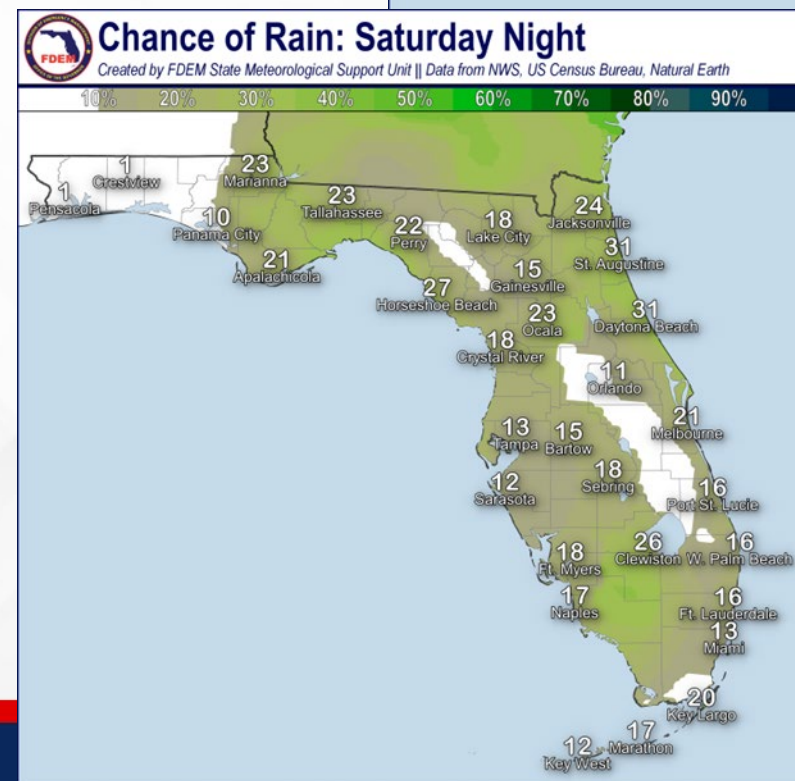 FDEM
Chance of Rain: Saturday Night
Created by FDEM State Meteorological Support Unit || Data from NWS, US Census Bureau, Natural Earth
10% 20% 30% 40% 50% 60% 70% 80% 90%
1
Crestview
1
Pensacola
23
Marianna
10
Panama City
23
Tallahassee
21
Apalachicola
22
Perry
18
Lake City
24
Jacksonville
31
St. Augustine
15
Gainesville
27
Horseshoe Beach
23
Ocala
31
Daytona Beach
18
Crystal River
11
Orlando
13
Tampa
15
Bartow
21
Melbourne
12
Sarasota
18
Sebring
16
Port St. Lucie
18
Ft. Myers
26
Clewiston
16
W. Palm Beach
17
Naples
16
Ft. Lauderdale
13
Miami
20
Key Largo
17
Marathon
12
Key West